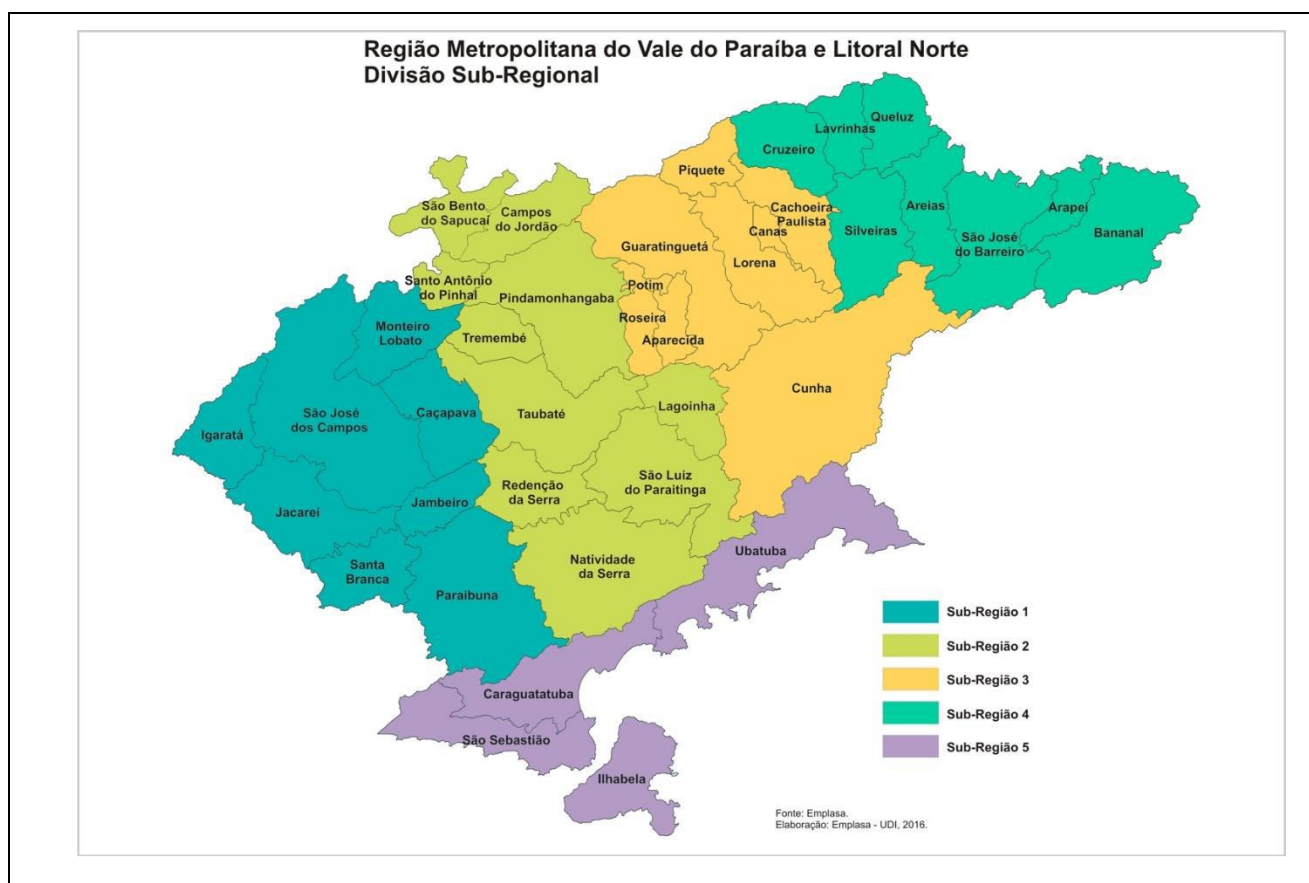 Região Metropolitana do Vale do Paraíba e Litoral Norte
Divisão Sub-Regional
Queluz
Lavrinhas
Cruzeiro
Piquete
Cachoeira
Paulista
Canas
São Bento
do Sapucaí
Campos
do Jordão
Guaratinguetá
Lorena
Silveiras
Areias
São José
do Barreiro
Arapeí
Bananal
Santo Antônio
do Pinhal
Pindamonhangaba
Potim
Roseira
Aparecida
Monteiro
Lobato
Tremembé
Cunha
Igaratá
São José
dos Campos
Caçapava
Taubaté
Lagoinha
Redenção
da Serra
São Luiz
do Paraitinga
Jacareí
Jambeiro
Santa
Branca
Paraibuna
Natividade
da Serra
Ubatuba
Caraguatatuba
São Sebastião
Ilhabela
Sub-Região 1
Sub-Região 2
Sub-Região 3
Sub-Região 4
Sub-Região 5
Fonte: Emplasa.
Elaboração: Emplasa - UDI, 2016.